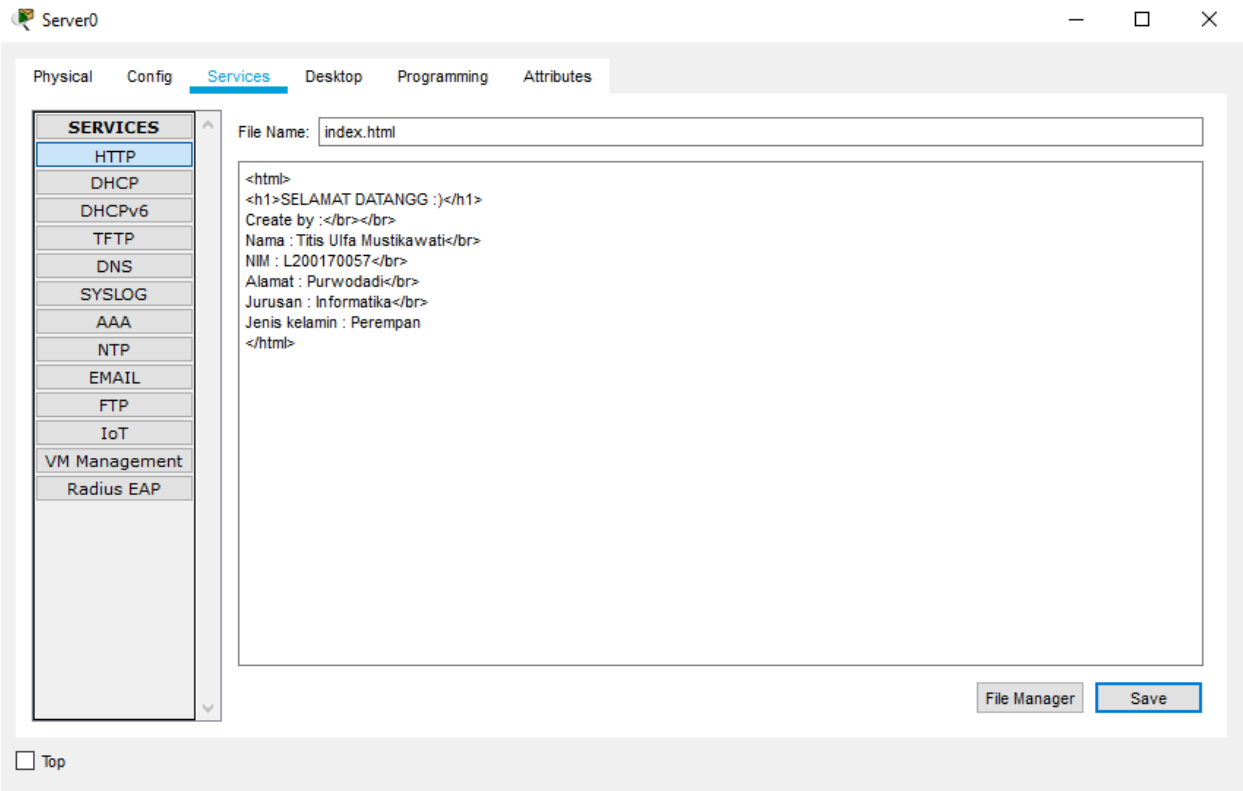 Server0
Physical Config Services Desktop Programming Attributes
SERVICES
HTTP
DHCP
DHCPv6
TFTP
DNS
SYSLOG
AAA
NTP
EMAIL
FTP
IoT
VM Management
Radius EAP
File Name: index.html
<html>
<h1>SELAMAT DATANGG :)</h1>
Create by :</br></br>
Nama : Titis Ulfa Mustikawati</br>
NIM : L200170057</br>
Alamat : Purwodadi</br>
Jurusan : Informatika</br>
Jenis kelamin : Perempan
</html>
File Manager Save
Top